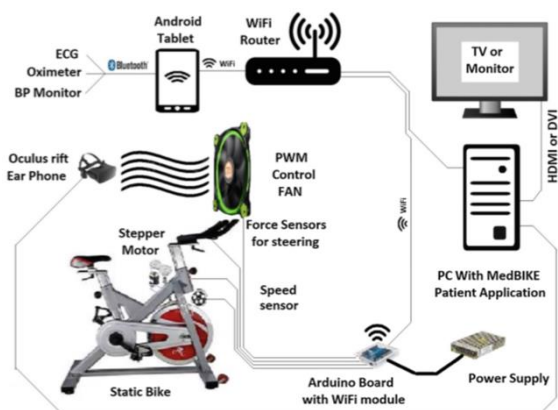 ECG
Oximeter
BP Monitor
Bluetooth
Android
Tablet
WiFi
WiFi
Router
TV or
Monitor
HDMI or DVI
Oculus rift
Ear Phone
PWM
Control
FAN
Force Sensors
for steering
Stepper
Motor
Speed
sensor
WiFi
PC With MedBIKE
Patient Application
Static Bike
Arduino Board
with WiFi module
Power Supply